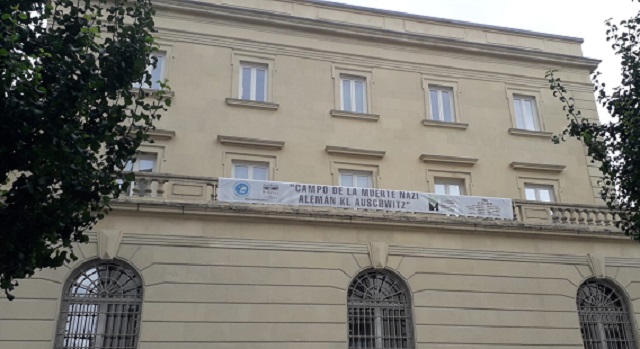 "CAMPO DE LA MUERTE NAZI
ALEMÁN KL AUSCHWITZ"